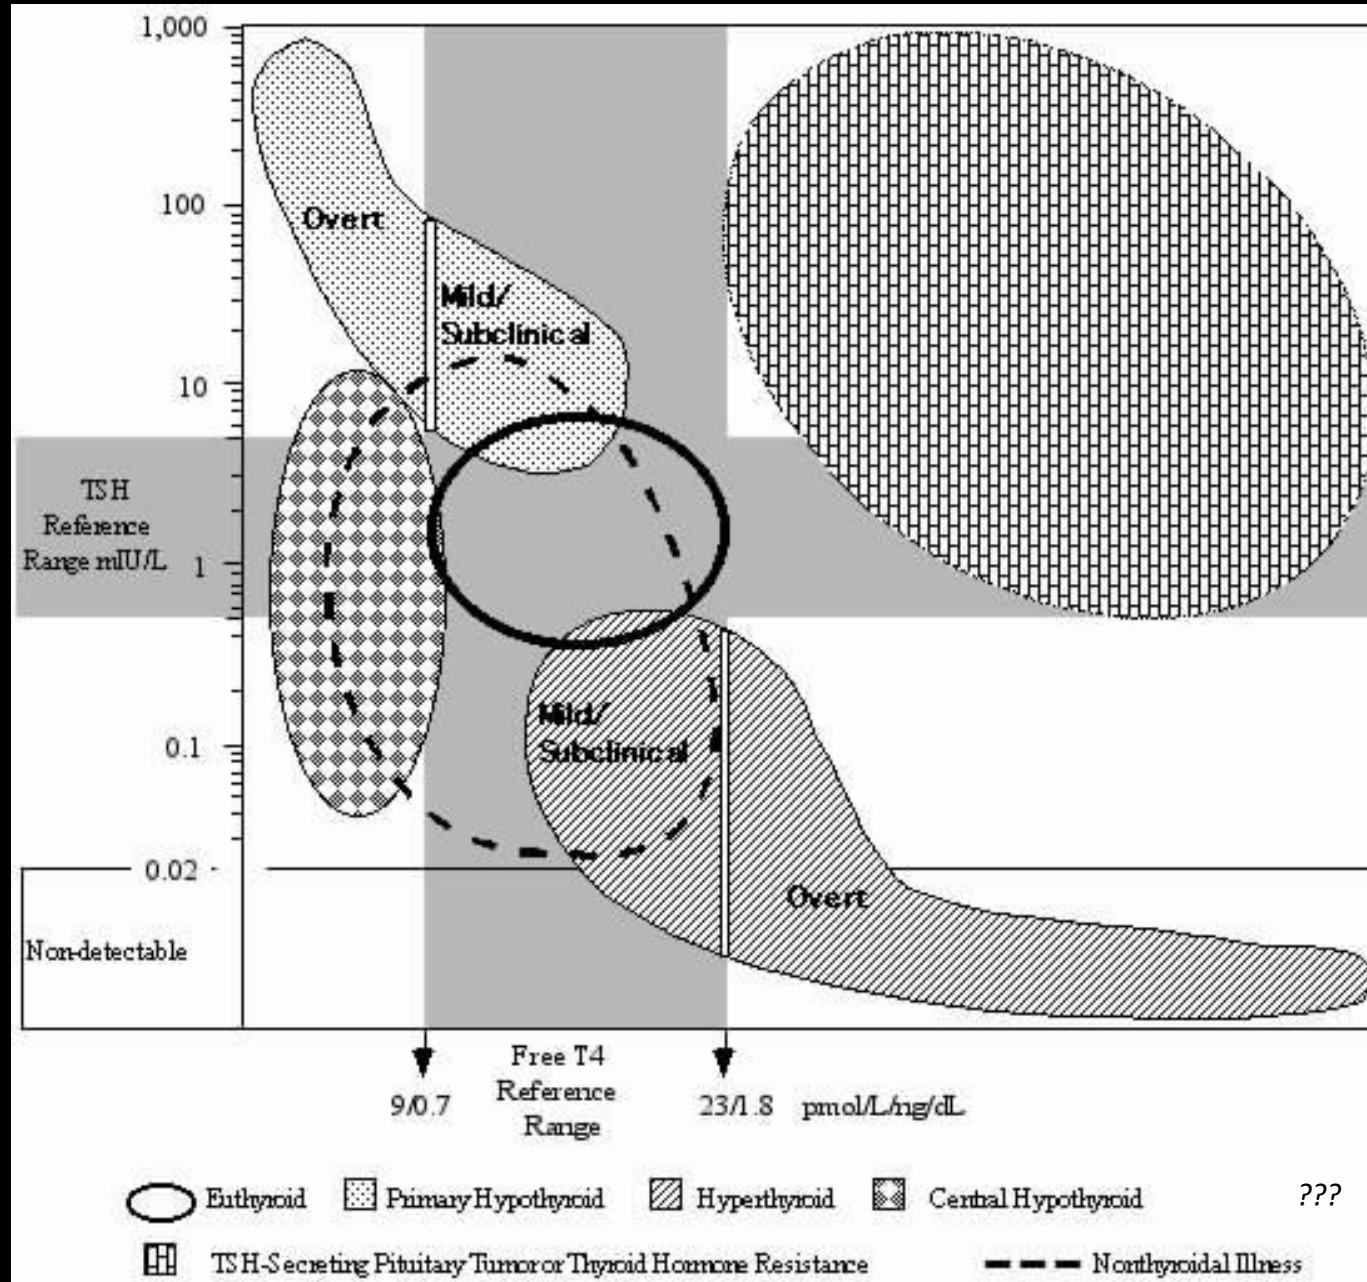 1,000
100
Overt
Mild/
Subclinical
10
TSH
Reference
Range mIU/L
1
Mild/
Subclinical
0.1
0.02
Overt
Non-detectable
Free T4
Reference
Range
9/0.7
23/1.8 pmol/L/ng/dL
Euthyroid Primary Hypothyroid Hyperthyroid Central Hypothyroid ???
TSH-Secreting Pituitary Tumor or Thyroid Hormone Resistance Nonthyroidal Illness